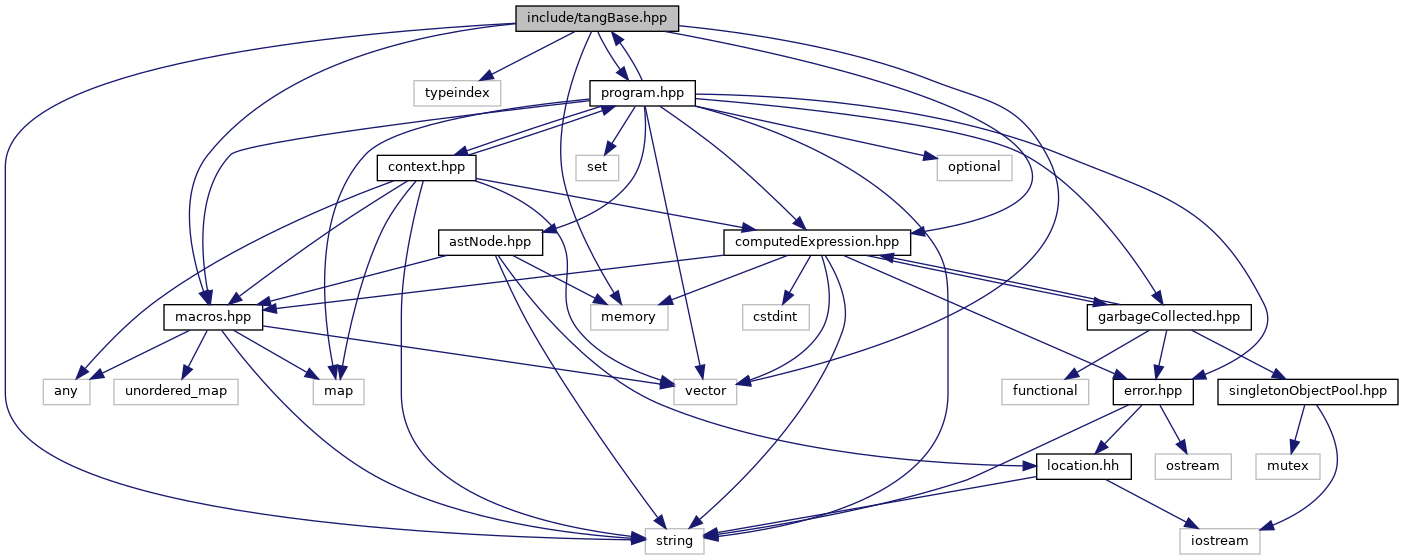 include/tangBase.hpp
typeindex
program.hpp
context.hpp
set
optional
astNode.hpp
computedExpression.hpp
macros.hpp
memory
cstdint
garbageCollected.hpp
any
unordered_map
map
vector
functional
error.hpp
singletonObjectPool.hpp
location.hh
ostream
mutex
string
iostream